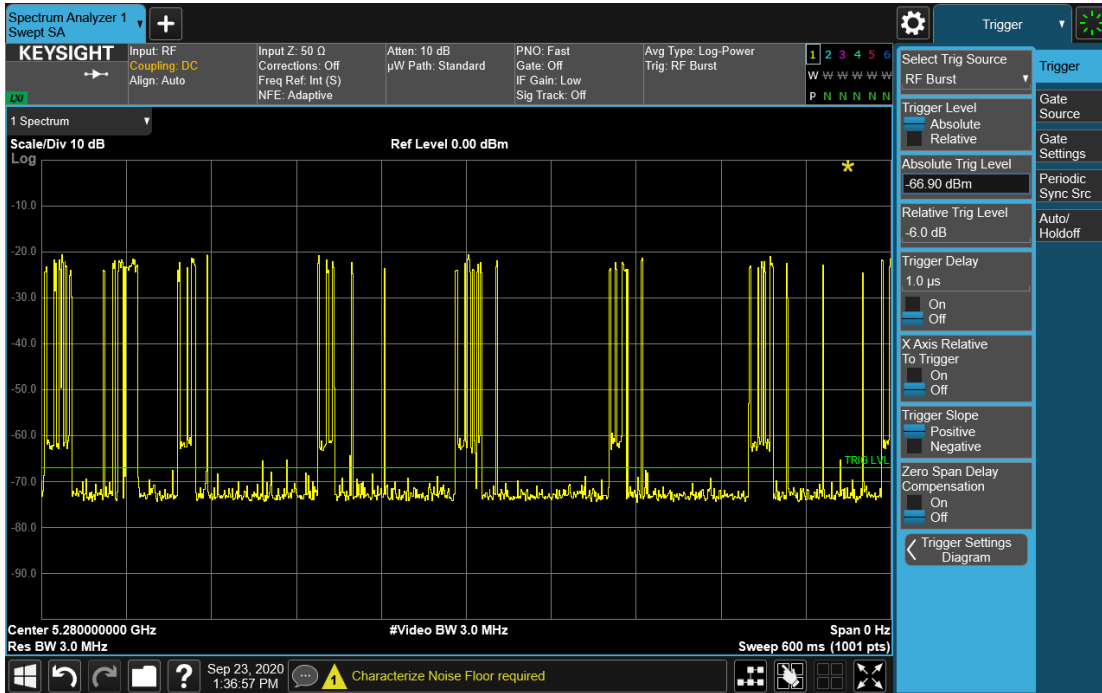 Spectrum Analyzer 1
Swept SA
Trigger
KEYSIGHT
LXI
Input: RF
Coupling: DC
Align: Auto
Input Z: 50 Ω
Corrections: Off
Freq Ref: Int (S)
NFE: Adaptive
Atten: 10 dB
µW Path: Standard
PNO: Fast
Gate: Off
IF Gain: Low
Sig Track: Off
Avg Type: Log-Power
Trig: RF Burst
1 2 3 4 5 6
W W W W W W
P N N N N N
1 Spectrum
Scale/Div 10 dB
Ref Level 0.00 dBm
Log
-10.0
-20.0
-30.0
-40.0
-50.0
-60.0
TRIG LVL
-70.0
-80.0
-90.0
Center 5.280000000 GHz
#Video BW 3.0 MHz
Span 0 Hz
Res BW 3.0 MHz
Sweep 600 ms (1001 pts)
Select Trig Source
RF Burst
Trigger Level
Absolute
Relative
Absolute Trig Level
-66.90 dBm
Relative Trig Level
-6.0 dB
Trigger Delay
1.0 µs
On
Off
X Axis Relative
To Trigger
On
Off
Trigger Slope
Positive
Negative
Zero Span Delay
Compensation
On
Off
Trigger Settings
Diagram
Trigger
Gate
Source
Gate
Settings
Periodic
Sync Src
Auto/
Holdoff
?
Sep 23, 2020
1:36:57 PM
1
Characterize Noise Floor required